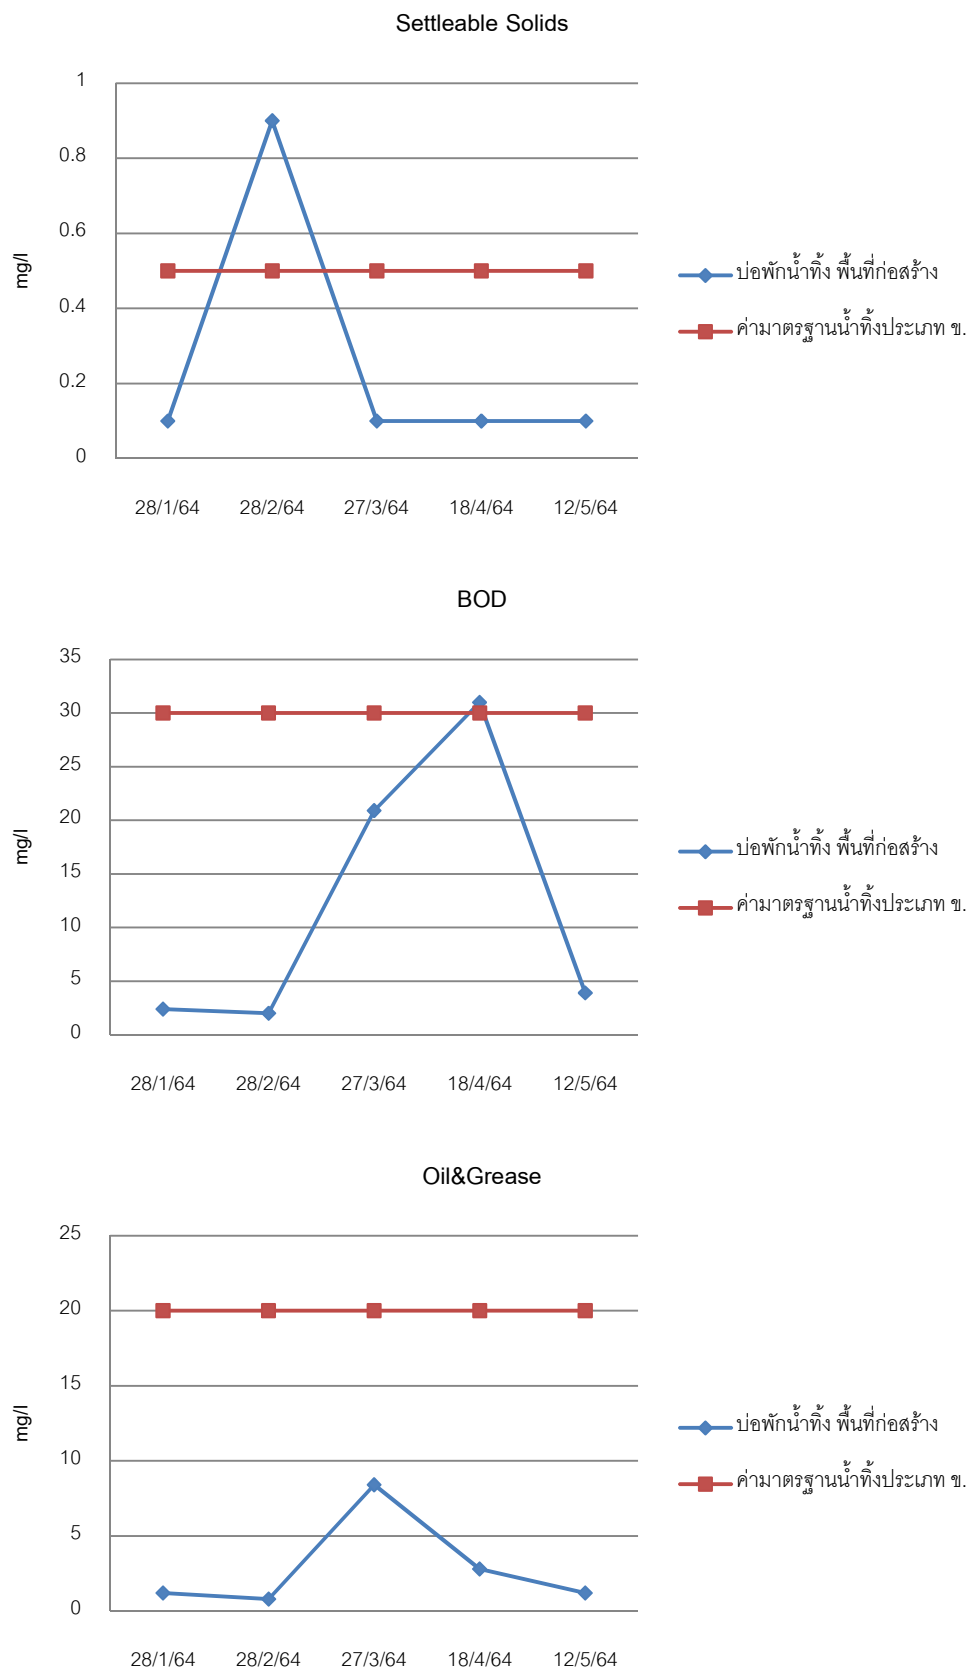 Settleable Solids
1
0.8
0.6
0.4
0.2
0
mg/l
28/1/64 28/2/64 27/3/64 18/4/64 12/5/64
บ่อพักน้ำทิ้ง พื้นที่ก่อสร้าง
ค่ามาตรฐานน้ำทิ้งประเภท ข.
BOD
35
30
25
20
15
10
5
0
mg/l
28/1/64 28/2/64 27/3/64 18/4/64 12/5/64
บ่อพักน้ำทิ้ง พื้นที่ก่อสร้าง
ค่ามาตรฐานน้ำทิ้งประเภท ข.
Oil&Grease
25
20
15
10
5
0
mg/l
28/1/64 28/2/64 27/3/64 18/4/64 12/5/64
บ่อพักน้ำทิ้ง พื้นที่ก่อสร้าง
ค่ามาตรฐานน้ำทิ้งประเภท ข.